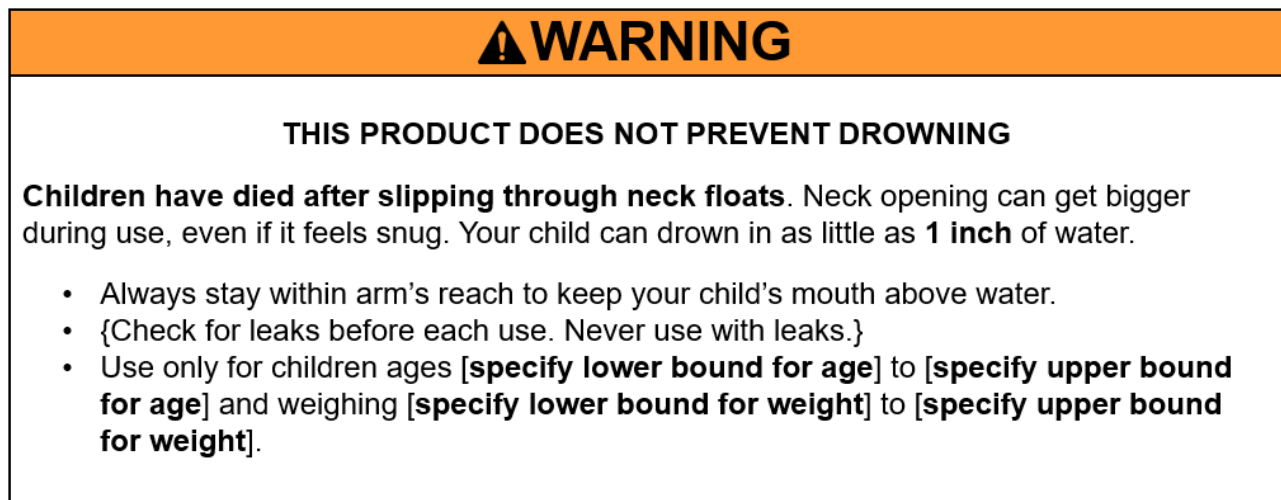 ⚠WARNING
THIS PRODUCT DOES NOT PREVENT DROWNING
Children have died after slipping through neck floats. Neck opening can get bigger
during use, even if it feels snug. Your child can drown in as little as 1 inch of water.
• Always stay within arm’s reach to keep your child’s mouth above water.
• {Check for leaks before each use. Never use with leaks.}
• Use only for children ages [specify lower bound for age] to [specify upper bound
for age] and weighing [specify lower bound for weight] to [specify upper bound
for weight].